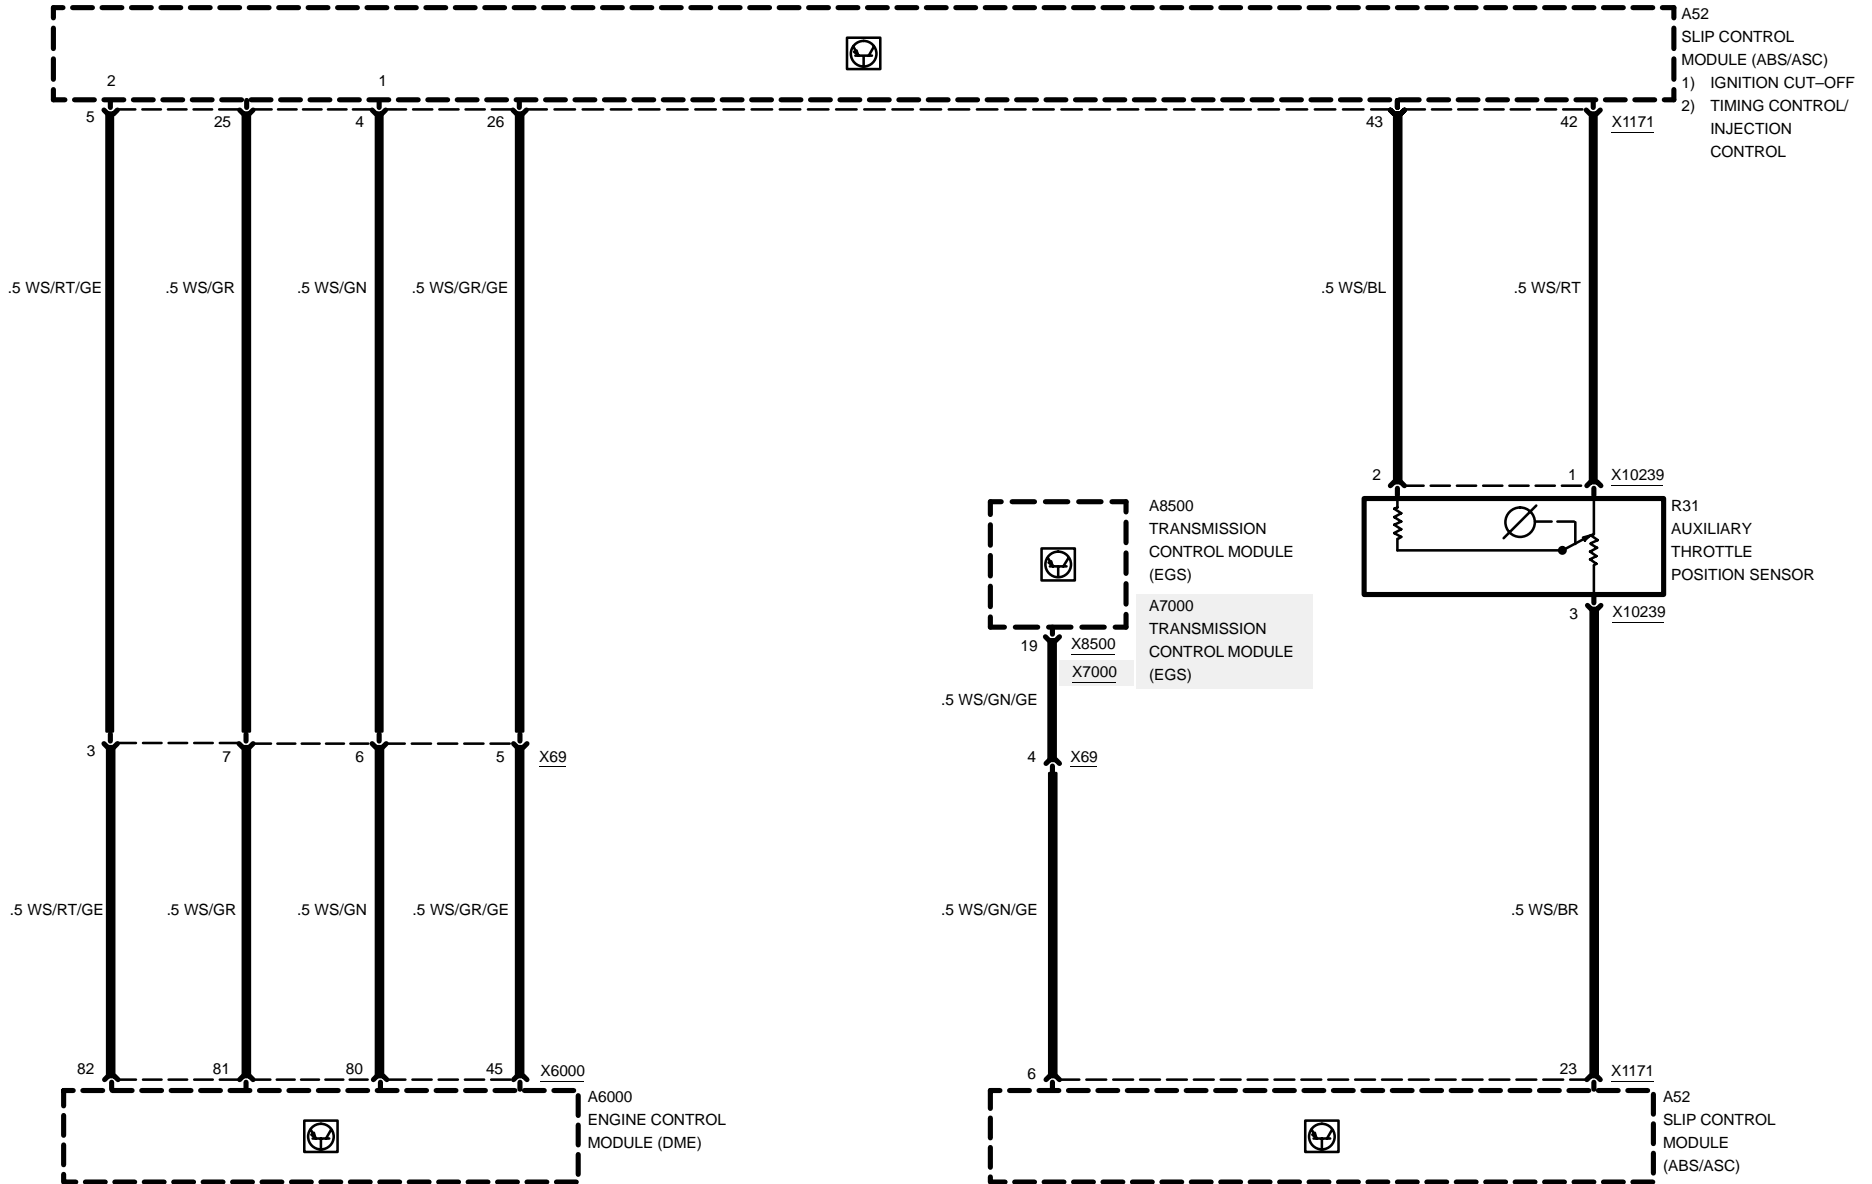 A52
SLIP CONTROL
MODULE (ABS/ASC)
1) IGNITION CUT–OFF
2) TIMING CONTROL/
INJECTION
CONTROL
2 1
5 25 4 26 43 42 X1171
.5 WS/RT/GE .5 WS/GR .5 WS/GN .5 WS/GR/GE .5 WS/BL .5 WS/RT
2 1 X10239
A8500
TRANSMISSION
CONTROL MODULE
(EGS)
R31
AUXILIARY
THROTTLE
POSITION SENSOR
A7000
TRANSMISSION
CONTROL MODULE
(EGS)
3 X10239
19 X8500
X7000
.5 WS/GN/GE
3 7 6 5 X69 4 X69
.5 WS/RT/GE .5 WS/GR .5 WS/GN .5 WS/GR/GE .5 WS/GN/GE .5 WS/BR
82 81 80 45 X6000 6 23 X1171
A6000
ENGINE CONTROL
MODULE (DME)
A52
SLIP CONTROL
MODULE
(ABS/ASC)